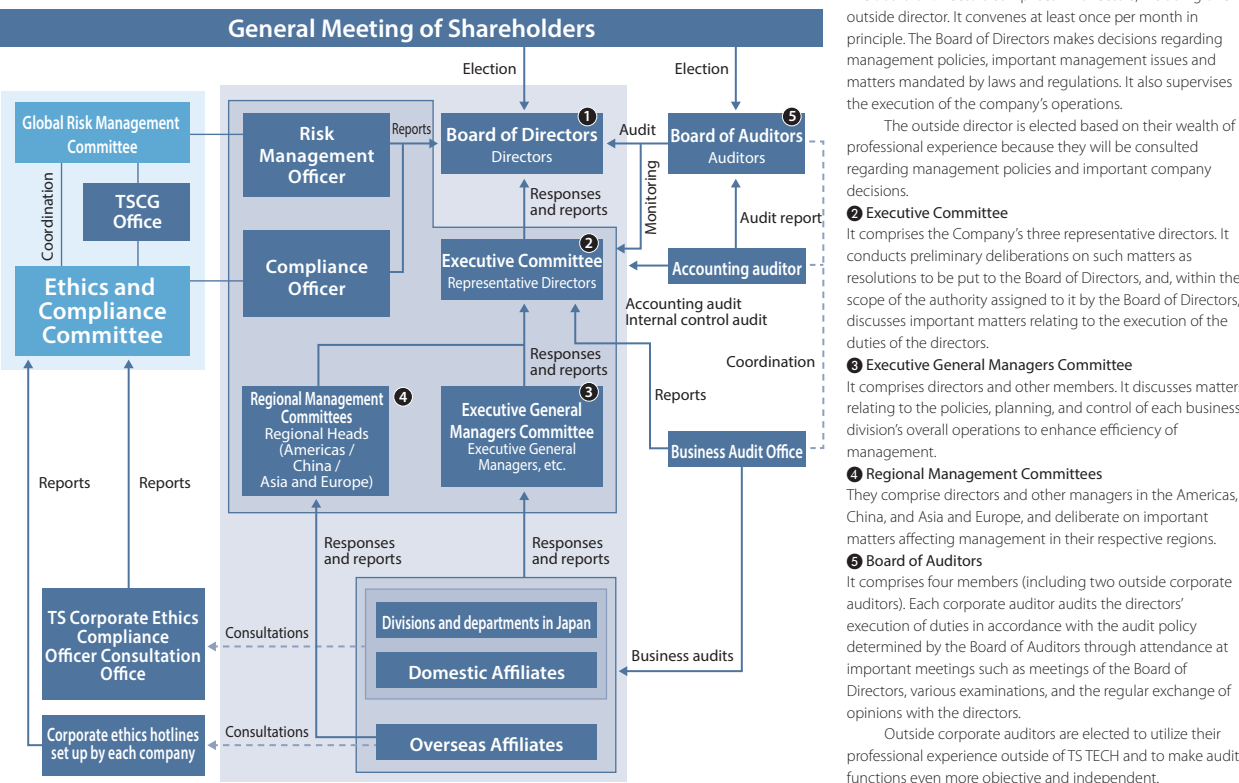 General Meeting of Shareholders
Election
Election
Global Risk Management
Committee
Coordination
TSCG
Office
Ethics and
Compliance
Committee
Risk
Management
Officer
Reports
Compliance
Officer
1
Board of Directors
Directors
Audit
5
Board of Auditors
Auditors
Responses
and reports
Monitoring
Audit report
2
Executive Committee
Representative Directors
Accounting auditor
Accounting audit
Internal control audit
Coordination
Responses
and reports
Reports
Regional Management
Committees
Regional Heads
(Americas /
China /
Asia and Europe)
4
3
Executive General
Managers Committee
Executive General
Managers, etc.
Business Audit Office
Reports
Reports
Responses
and reports
Responses
and reports
TS Corporate Ethics
Compliance
Officer Consultation
Office
Consultations
Divisions and departments in Japan
Domestic Affiliates
Business audits
Corporate ethics hotlines
set up by each company
Consultations
Overseas Affiliates
outside director. It convenes at least once per month in
principle. The Board of Directors makes decisions regarding
management policies, important management issues and
matters mandated by laws and regulations. It also supervises
the execution of the company's operations.
The outside director is elected based on their wealth of
professional experience because they will be consulted
regarding management policies and important company
decisions.
2 Executive Committee
It comprises the Company's three representative directors. It
conducts preliminary deliberations on such matters as
resolutions to be put to the Board of Directors, and, within the
scope of the authority assigned to it by the Board of Directors,
discusses important matters relating to the execution of the
duties of the directors.
3 Executive General Managers Committee
It comprises directors and other members. It discusses matters
relating to the policies, planning, and control of each business
division's overall operations to enhance efficiency of
management.
4 Regional Management Committees
They comprise directors and other managers in the Americas,
China, and Asia and Europe, and deliberate on important
matters affecting management in their respective regions.
5 Board of Auditors
It comprises four members (including two outside corporate
auditors). Each corporate auditor audits the directors'
execution of duties in accordance with the audit policy
determined by the Board of Auditors through attendance at
important meetings such as meetings of the Board of
Directors, various examinations, and the regular exchange of
opinions with the directors.
Outside corporate auditors are elected to utilize their
professional experience outside of TS TECH and to make audit
functions even more objective and independent.